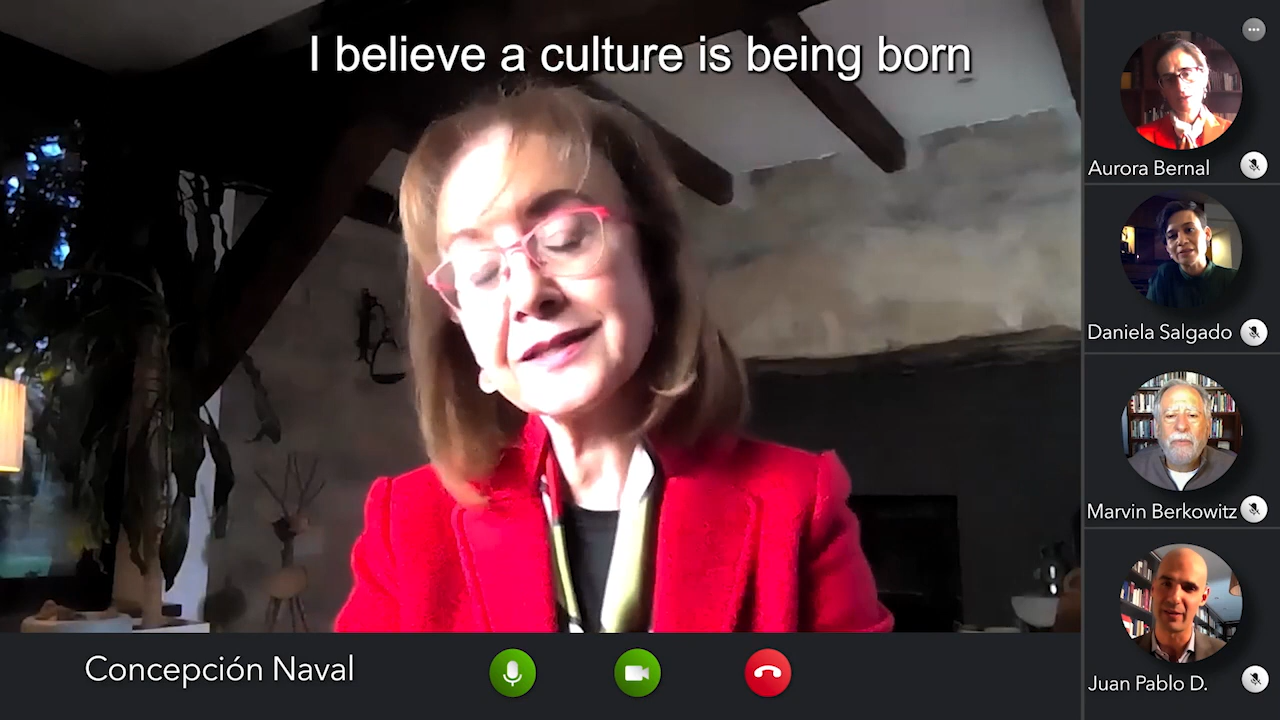 I believe a culture is being born
Aurora Bernal
Daniela Salgado
Marvin Berkowitz
Juan Pablo D.
Concepción Naval